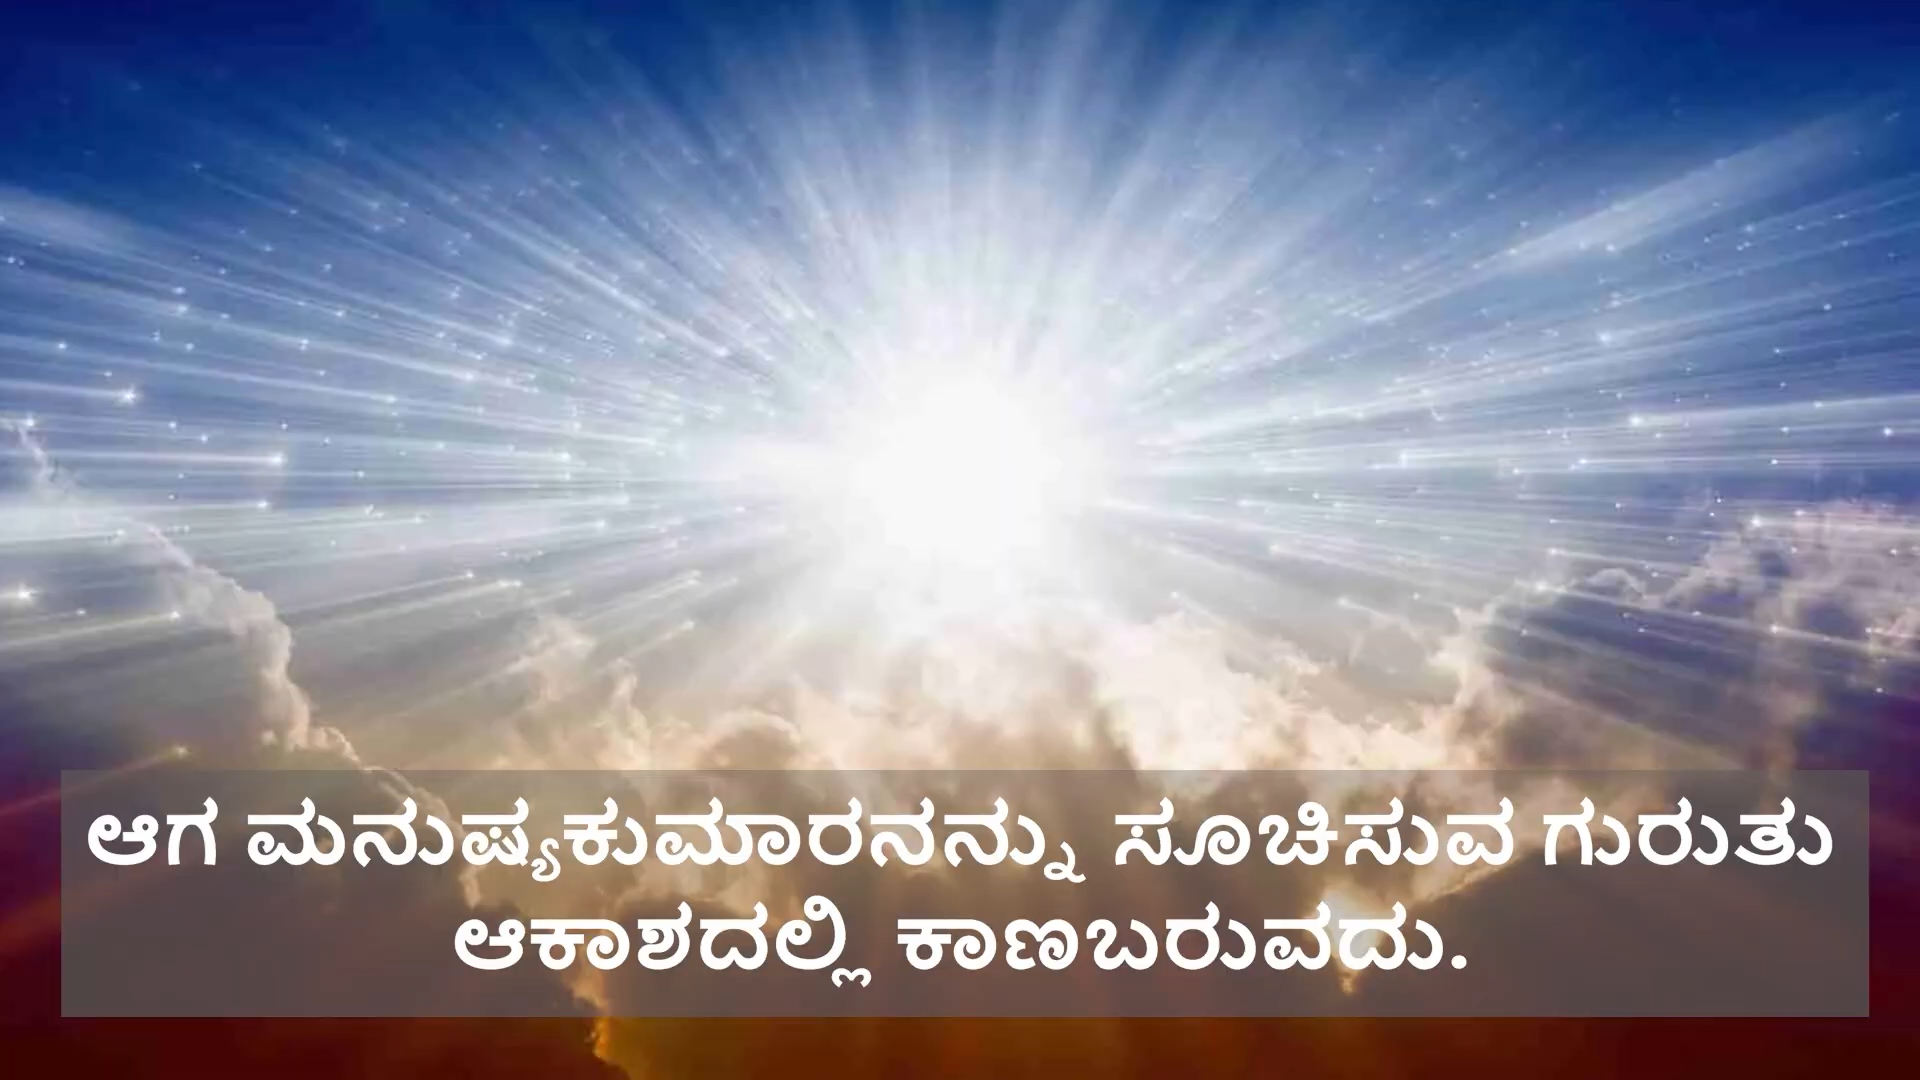 ಆಗ ಮನುಷ್ಯಕುಮಾರನನ್ನು ಸೂಚಿಸುವ ಗುರುತು
ಆಕಾಶದಲ್ಲಿ ಕಾಣಬರುವದು.